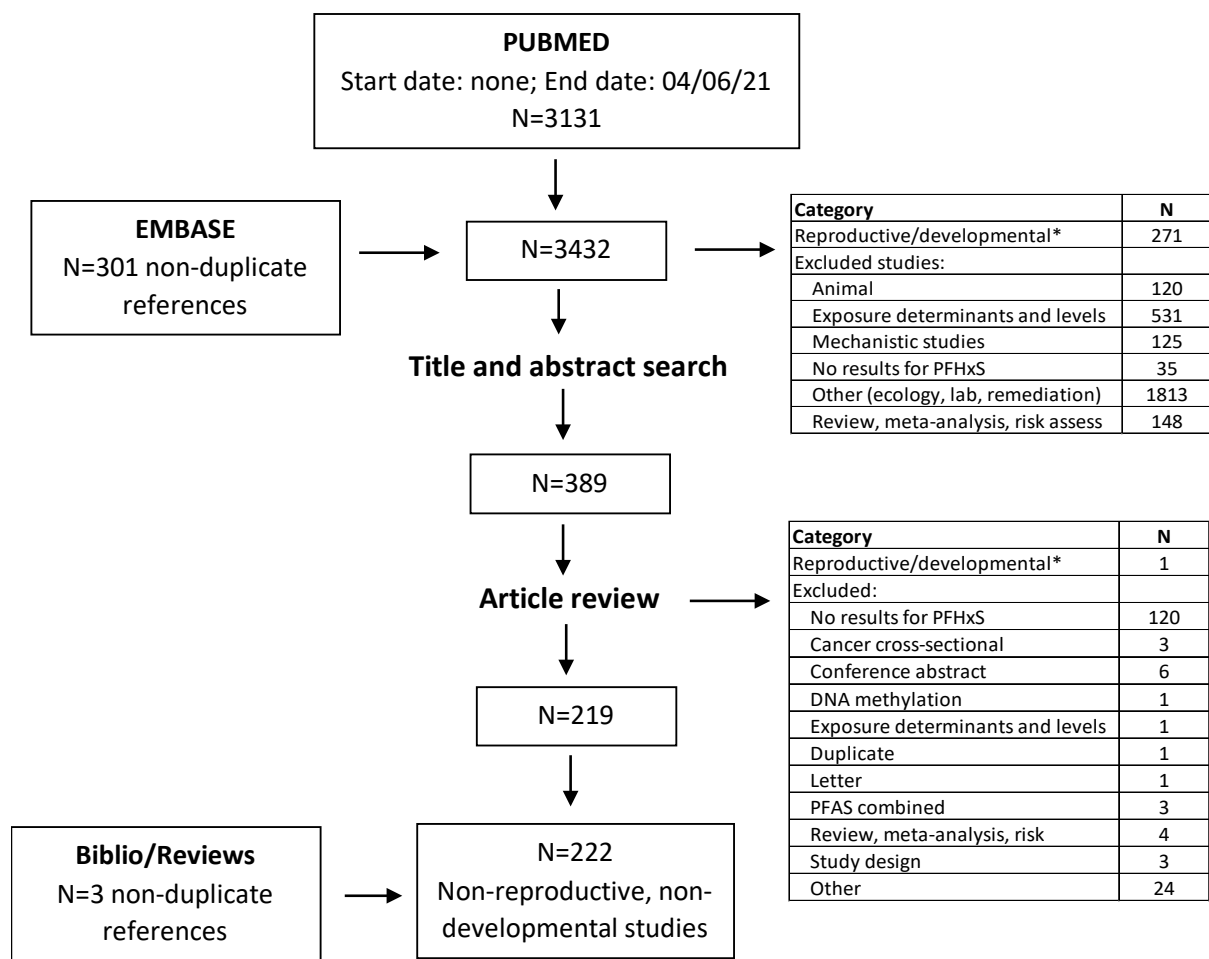 PUBMED
Start date: none; End date: 04/06/21
N=3131
EMBASE
N=301 non-duplicate
references
N=3432
Category N
Reproductive/developmental* 271
Excluded studies:
Animal 120
Exposure determinants and levels 531
Mechanistic studies 125
No results for PFHxS 35
Other (ecology, lab, remediation) 1813
Review, meta-analysis, risk assess 148
Title and abstract search
N=389
Article review
Category N
Reproductive/developmental* 1
Excluded:
No results for PFHxS 120
Cancer cross-sectional 3
Conference abstract 6
DNA methylation 1
Exposure determinants and levels 1
Duplicate 1
Letter 1
PFAS combined 3
Review, meta-analysis, risk 4
Study design 3
Other 24
N=219
Biblio/Reviews
N=3 non-duplicate
references
N=222
Non-reproductive, non-
developmental studies